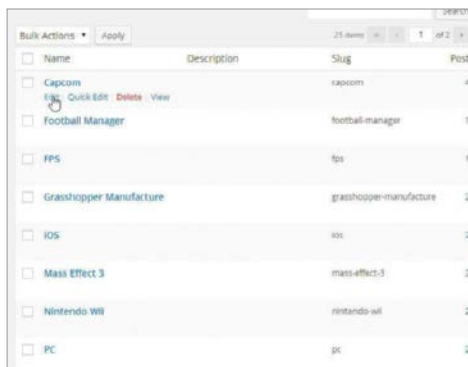 Bulk Actions Apply 25 items « ‹ 1 of 2 ›
Name Description Slug Post
Capcom capcom
Edit Quick Edit Delete View
Football Manager football-manager
FPS fps
Grasshopper Manufacture grasshopper-manufacture
iOS ios
Mass Effect 3 mass-effect-3
Nintendo Wii nintendo-wii
PC pc